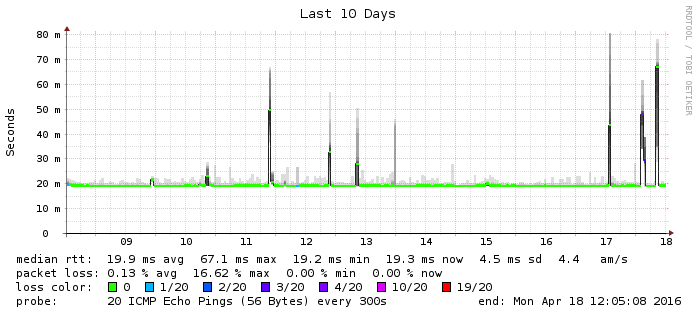 Last 10 Days
RRDTOOL / TOBI OETIKER
Seconds
80 m
70 m
60 m
50 m
40 m
30 m
20 m
10 m
0
09 10 11 12 13 14 15 16 17 18
median rtt: 19.9 ms avg 67.1 ms max 19.2 ms min 19.3 ms now 4.5 ms sd 4.4 am/s
packet loss: 0.13 % avg 16.62 % max 0.00 % min 0.00 % now
loss color: 0 1/20 2/20 3/20 4/20 10/20 19/20
probe: 20 ICMP Echo Pings (56 Bytes) every 300s end: Mon Apr 18 12:05:08 2016